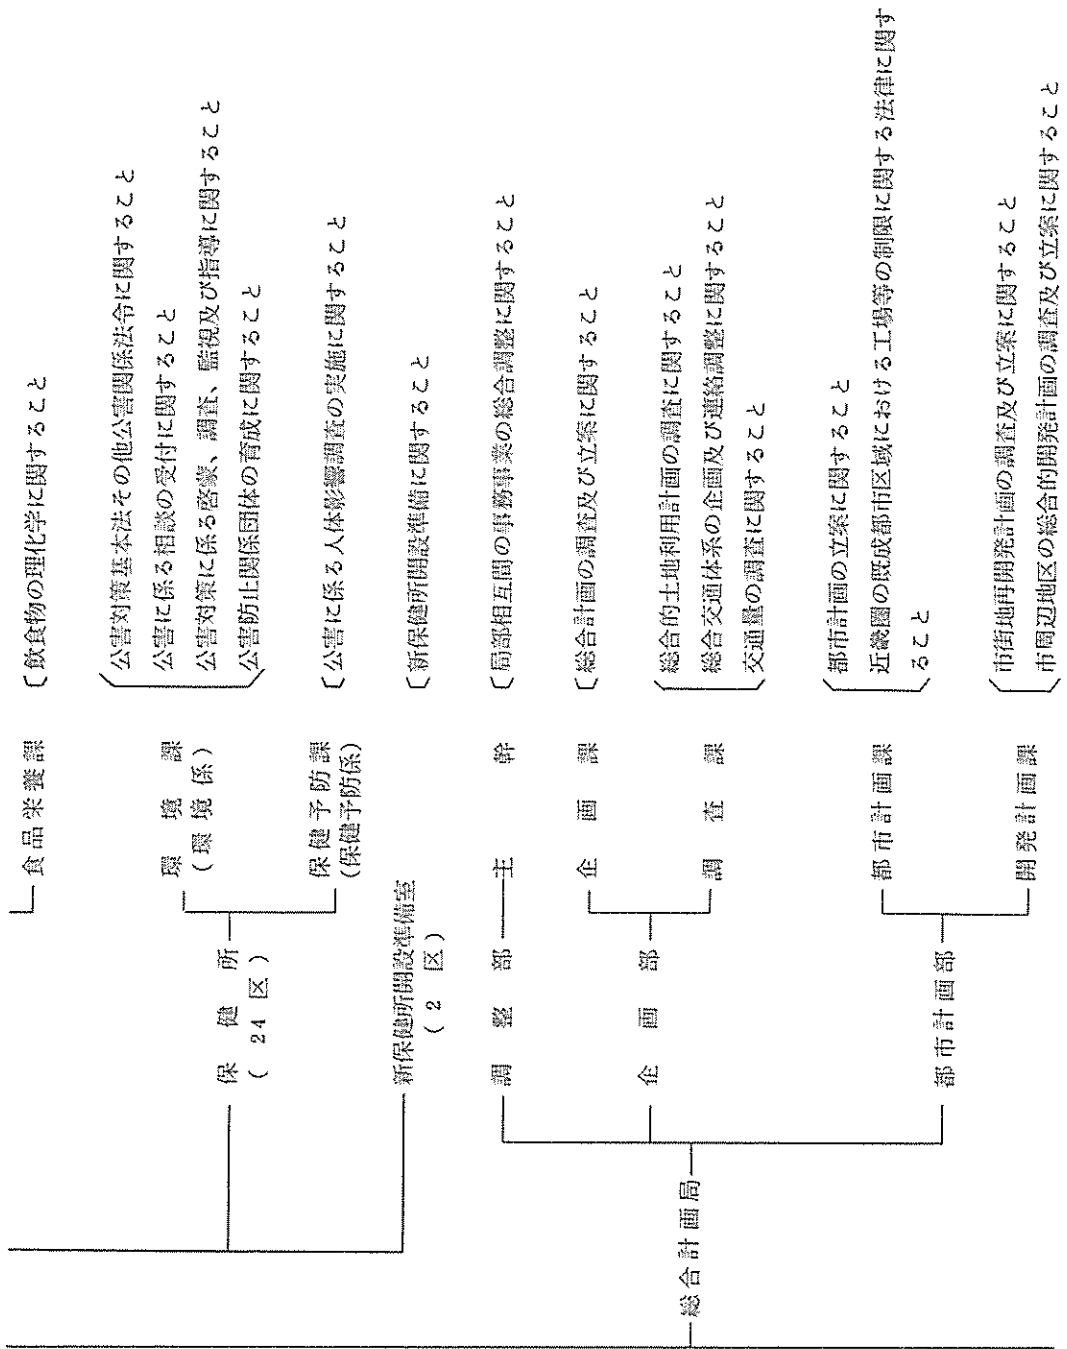 食品栄養課
(飲食物の理化学に関すること
保健所
(24区)
環境課
(環境係)
公害対策基本法その他公害関係法令に関すること
公害に係る相談の受付に関すること
公害対策に係る啓蒙、調査、監視及び指導に関すること
公害防止関係団体の育成に関すること
保健予防課
(保健予防係)
(公害に係る人体影響調査の実施に関すること
新保健所開設準備室
(2区)
(新保健所開設準備に関すること
総合計画局
調整部
主幹
(局部相互間の事務事業の総合調整に関すること
企画部
企画課
(総合計画の調査及び立案に関すること
調査課
総合的土地利用計画の調査に関すること
総合交通体系の企画及び連絡調整に関すること
交通量の調査に関すること
都市計画部
都市計画課
都市計画の立案に関すること
近畿圏の既成都市区域における工場等の制限に関する法律に関す
ること
開発計画課
市街地再開発計画の調査及び立案に関すること
市周辺地区の総合的開発計画の調査及び立案に関すること